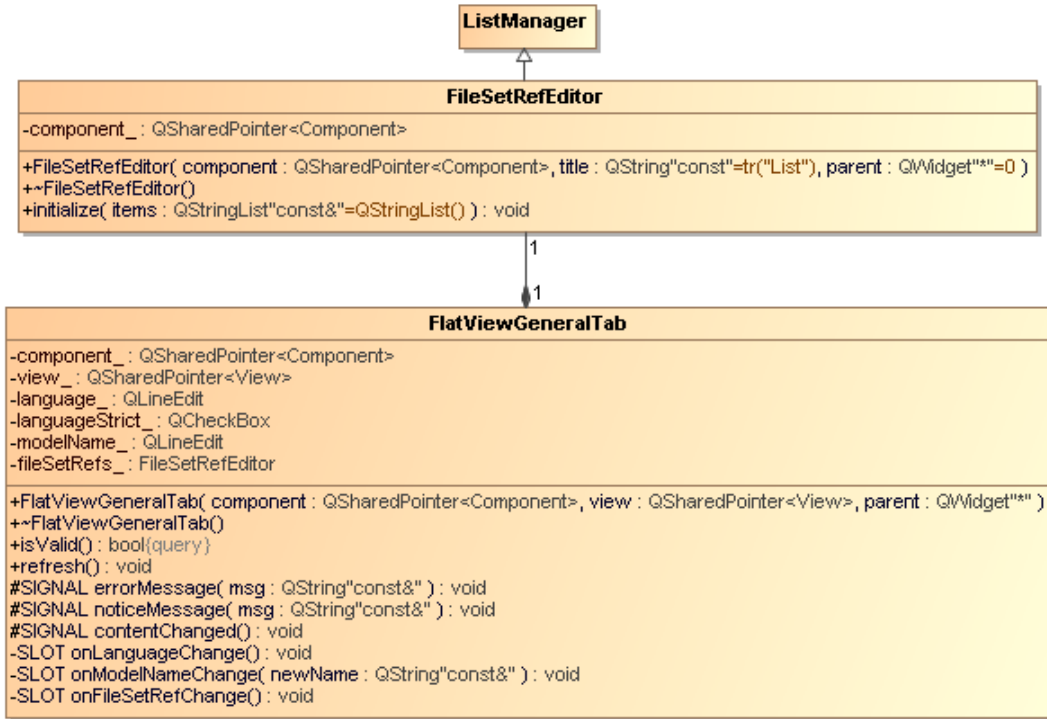 ListManager
FileSetRefEditor
-component_ : QSharedPointer<Component>
+FileSetRefEditor( component : QSharedPointer<Component>, title : QString"const"=tr("List"), parent : QWidget"*"=0 )
+~FileSetRefEditor()
+initialize( items : QStringList"const&"=QStringList() ) : void
1
1
FlatViewGeneralTab
-component_ : QSharedPointer<Component>
-view_ : QSharedPointer<View>
-language_ : QLineEdit
-languageStrict_ : QCheckBox
-modelName_ : QLineEdit
-fileSetRefs_ : FileSetRefEditor
+FlatViewGeneralTab( component : QSharedPointer<Component>, view : QSharedPointer<View>, parent : QWidget"*" )
+~FlatViewGeneralTab()
+isValid() : bool{query}
+refresh() : void
#SIGNAL errorMessage( msg : QString"const&" ) : void
#SIGNAL noticeMessage( msg : QString"const&" ) : void
#SIGNAL contentChanged() : void
-SLOT onLanguageChange() : void
-SLOT onModelNameChange( newName : QString"const&" ) : void
-SLOT onFileSetRefChange() : void